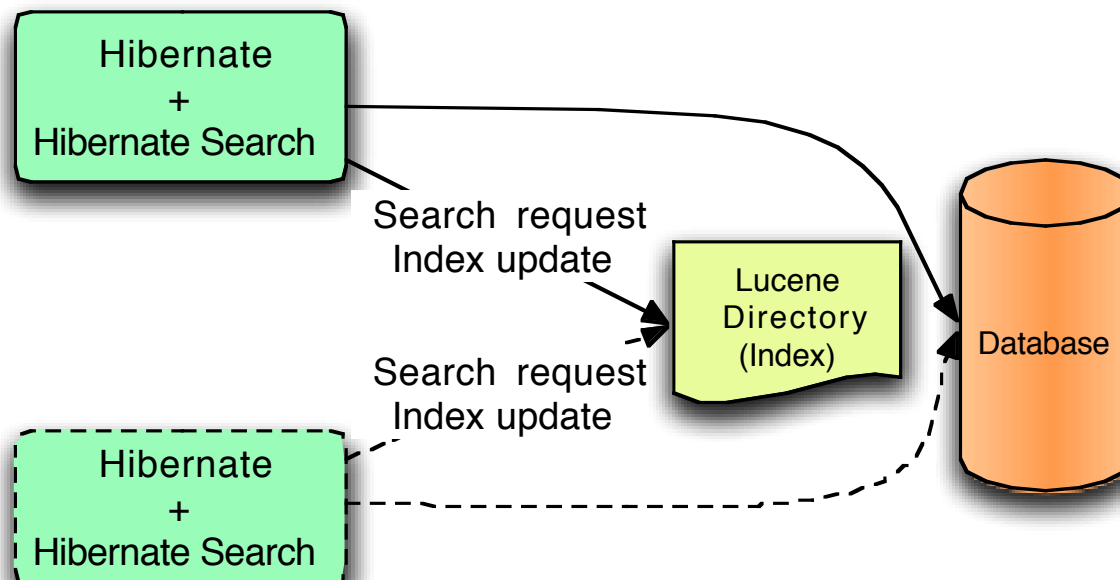 Hibernate
+
Hibernate Search
Search request
Index update
Lucene
Directory
(Index)
Database
Search request
Index update
Hibernate
+
Hibernate Search